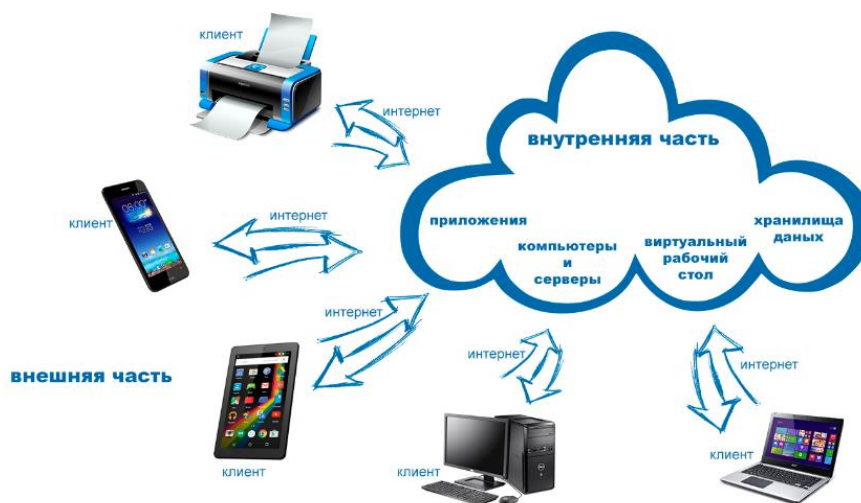 клиент
интернет
внутренняя часть
клиент
интернет
приложения
хранилища
даных
виртуальный
рабочий
стол
компьютеры
и
серверы
интернет
внешняя часть
интернет
интернет
клиент
клиент
клиент